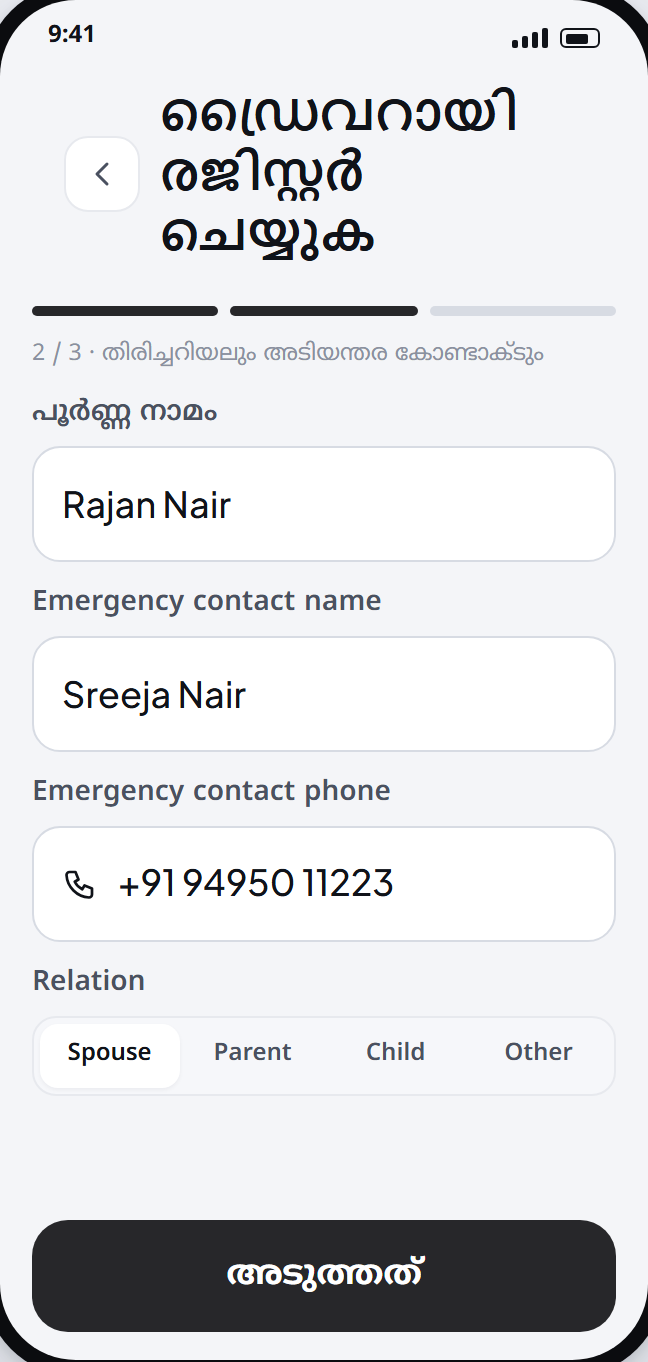 9:41
ഡ്രൈവറായി
രജിസ്റ്റർ
ചെയ്യുക
2 / 3 · തിരിച്ചറിയലും അടിയന്തര കോണ്ടാക്ടും
പൂർണ്ണ നാമം
Rajan Nair
Emergency contact name
Sreeja Nair
Emergency contact phone
+91 94950 11223
Relation
Spouse Parent Child Other
അടുത്തത്